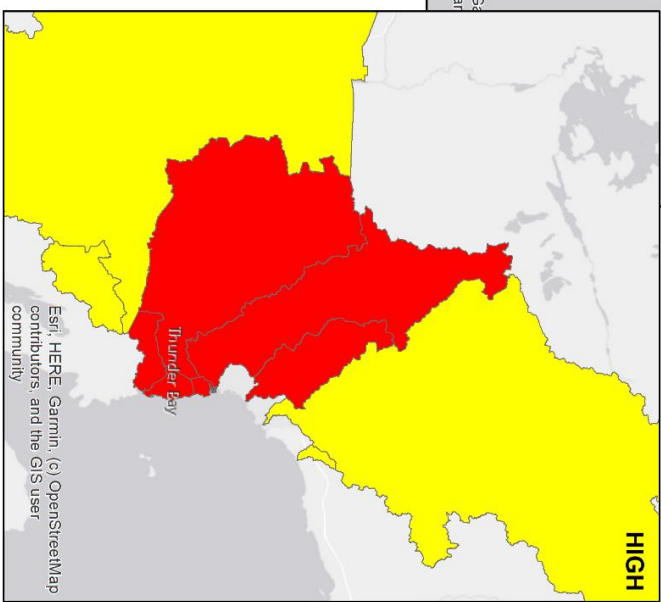 HIGH
Thunder Bay
Esri, HERE, Garmin, (c) OpenStreetMap
contributors, and the GIS user
community